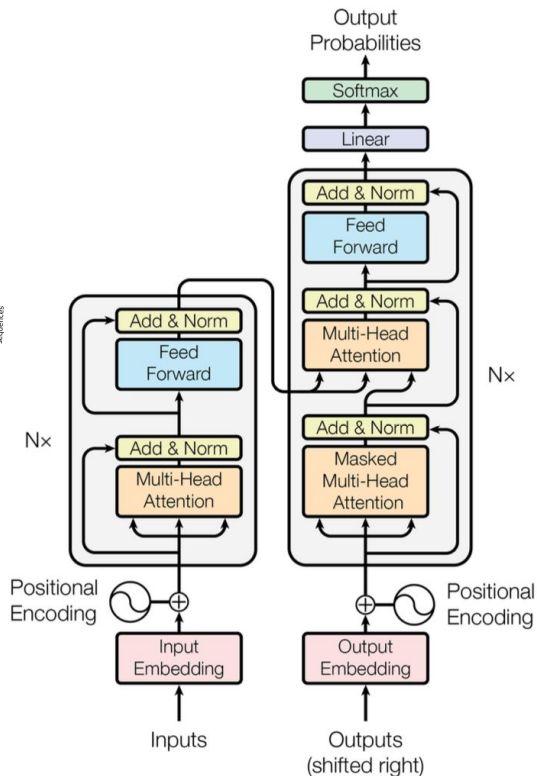 Output
Probabilities
Softmax
Linear
Add & Norm
Feed
Forward
Add & Norm
Multi-Head
Attention
Add & Norm
Masked
Multi-Head
Attention
Nx
Add & Norm
Feed
Forward
Add & Norm
Multi-Head
Attention
N×
Positional
Encoding
Positional
Encoding
Input
Embedding
Output
Embedding
Inputs
Outputs
(shifted right)
sequences